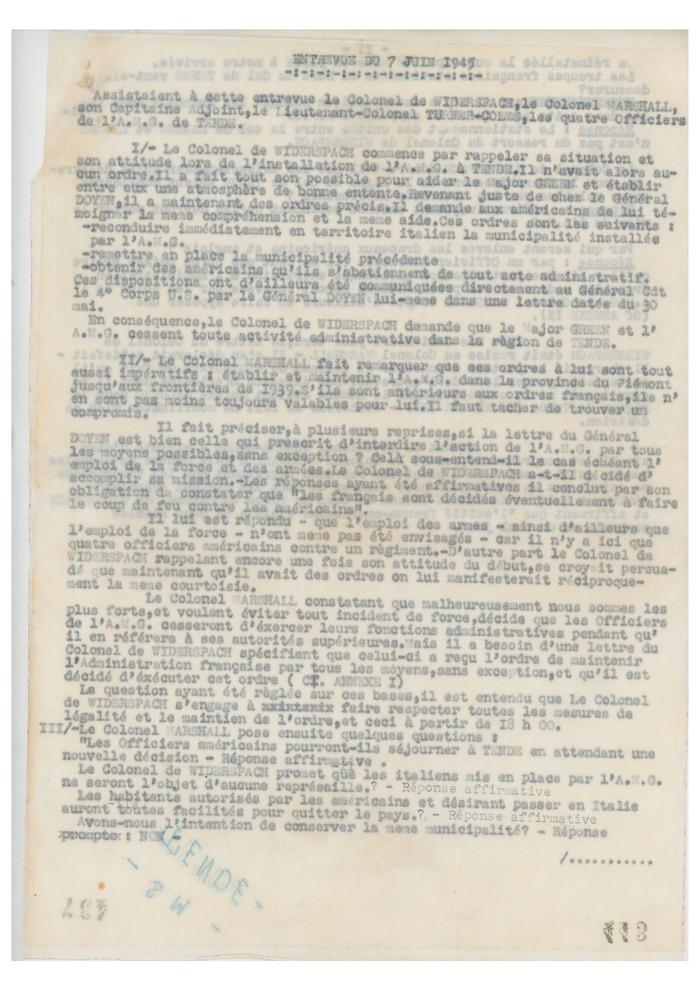 ENTREVUE DU 7 JUIN 1945
-:-:-:-:-:-:-:-:-:-:-:-
Assistaient à cette entrevue le Colonel de WIDERSPACH,le Colonel MARSHALL,
son Capitaine Adjoint,le Lieutenant-Colonel TURNER-COLES,les quatre Officiers
de l'A.M.G. de TENDE.
I/- Le Colonel de WIDERSPACH commence par rappeler sa situation et
son attitude lors de l'installation de l'A.M.G. à TENDE.Il n'avait alors au-
cun ordre.Il a fait tout son possible pour aider le major GREEN et établir
entre eux une atmosphère de bonne entente.Revenant juste de chez le Général
DOYEN,il a maintenant des ordres précis.Il demande aux américains de lui té-
moigner la meme compréhension et la meme aide.Ces ordres sont les suivants :
-reconduire immédiatement en territoire italien la municipalité installée
par l'A.M.G.
-remettre en place la municipalité précédente
-obtenir des américains qu'ils s'abstiennent de tout acte administratif.
Ces dispositions ont d'ailleurs été communiquées directement au Général Cdt
le 4° Corps U.S. par le Général DOYEN lui-meme dans une lettre datée du 30
mai.
En conséquence,le Colonel de WIDERSPACH demande que le Major GREEN et l'
A.M.G. cessent toute activité administrative dans la règion de TENDE.
II/- Le Colonel MARSHALL fait remarquer que ses ordres à lui sont tout
aussi impératifs : établir et maintenir l'A.M.G. dans la province du Piémont
jusqu'aux frontières de 1939.S'ils sont antérieurs aux ordres français,ils n'
en sont pas moins toujours valables pour lui.Il faut tacher de trouver un
compromis.
Il fait préciser,à plusieurs reprises,si la lettre du Général
DOYEN est bien celle qui prescrit d'interdire l'action de l'A.M.G. par tous
les moyens possibles,sans exception ? Celà sous-entend-il le cas échéant l'
emploi de la force et des armées.Le Colonel de WIDERSPACH a-t-il décidé d'
accomplir sa mission.-Les réponses ayant été affirmatives il conclut par son
obligation de constater que "les français sont décidés éventuellement à faire
le coup de feu contre les américains".
Il lui est répondu - que l'emploi des armes - ainsi d'ailleurs que
l'emploi de la force - n'ont meme pas été envisagés - car il n'y a ici que
quatre officiers américains contre un règiment.-D'autre part le Colonel de
WIDERSPACH rappelant encore une fois son attitude du début,se croyait persua-
dé que maintenant qu'il avait des ordres on lui manifesterait réciproque-
ment la meme courtoisie.
Le Colonel MARSHALL constatant que malheureusement nous sommes les
plus forts,et voulant éviter tout incident de force,décide que les Officiers
de l'A.M.G. cesseront d'éxercer leurs fonctions administratives pendant qu'
il en référera à ses autorités supérieures.Mais il a besoin d'une lettre du
Colonel de WIDERSPACH spécifiant que celui-ci a reçu l'ordre de maintenir
l'Administration française par tous les moyens,sans exception,et qu'il est
décidé d'éxécuter cet ordre ( CT. ANNEXE I)
La question ayant été règlée sur ces bases,il est entendu que Le Colonel
de WIDERSPACH s'engage à faire respecter toutes les mesures de
légalité et le maintien de l'ordre,et ceci à partir de 18 h 00.
III/-Le Colonel MARSHALL pose ensuite quelques questions :
"Les Officiers américains pourront-ils séjourner à TENDE en attendant une
nouvelle décision - Réponse affirmative .
Le Colonel de WIDERSPACH promet que les italiens mis en place par l'A.M.G.
ne seront l'objet d'aucune représaille.? - Réponse affirmative
Les habitants autorisés par les américains et désirant passer en Italie
auront toutes facilités pour quitter le pays.? - Réponse affirmative
Avons-nous l'intention de conserver la meme municipalité? - Réponse
: NON -
/...........